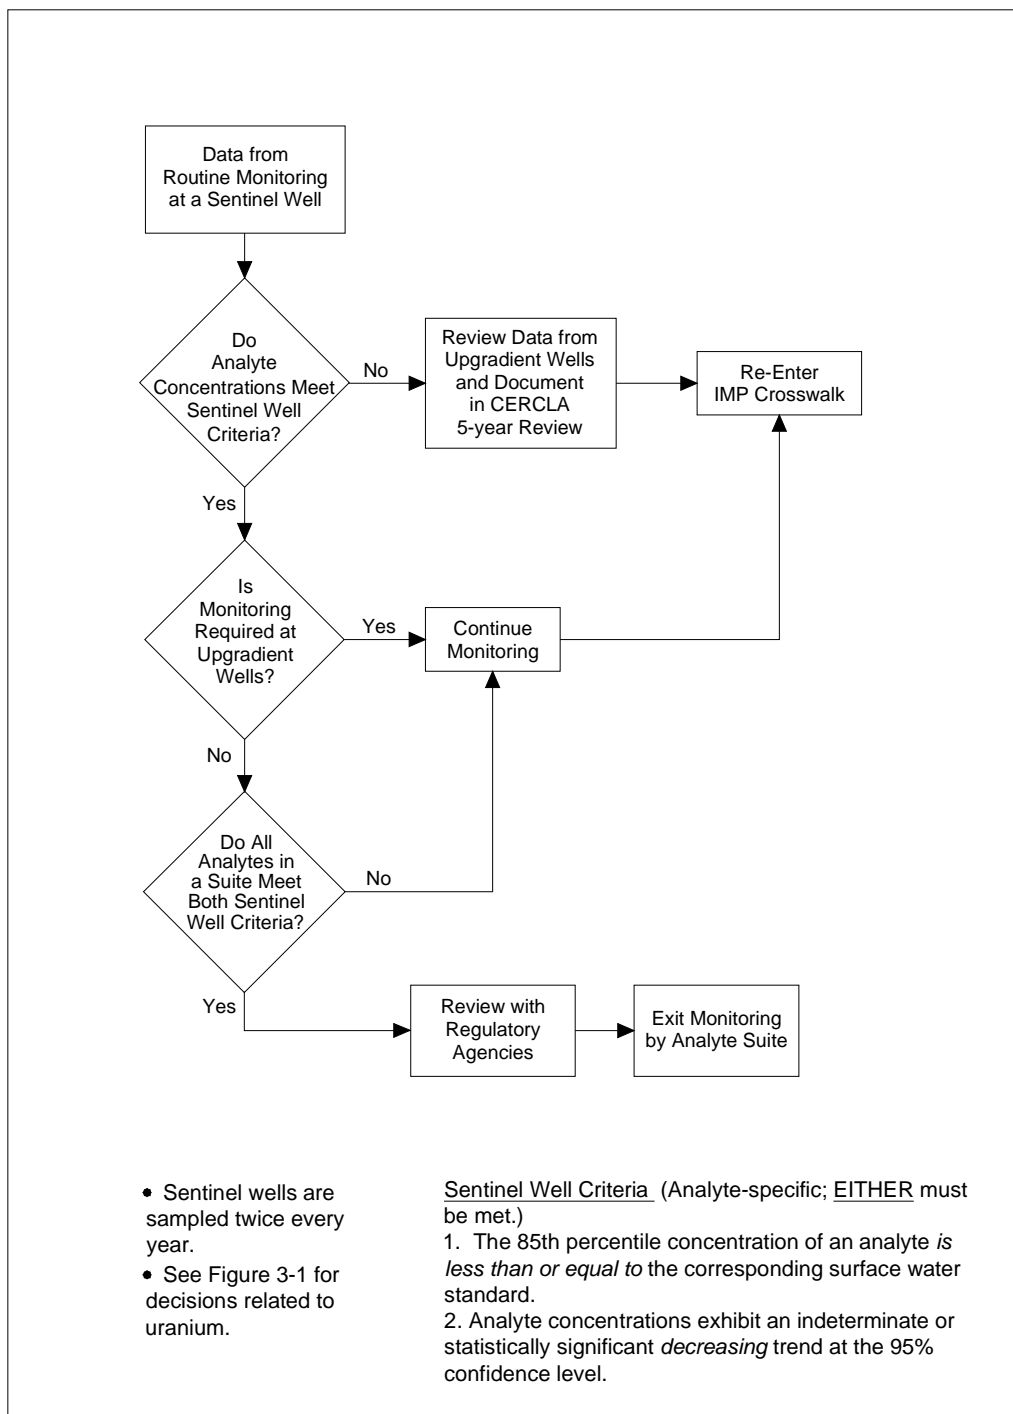 Data from
Routine Monitoring
at a Sentinel Well
Do
Analyte
Concentrations Meet
Sentinel Well
Criteria?
No
Review Data from
Upgradient Wells
and Document
in CERCLA
5-year Review
Re-Enter
IMP Crosswalk
Yes
Is
Monitoring
Required at
Upgradient
Wells?
Yes
Continue
Monitoring
No
Do All
Analytes in
a Suite Meet
Both Sentinel
Well Criteria?
No
Yes
Review with
Regulatory
Agencies
Exit Monitoring
by Analyte Suite
• Sentinel wells are
sampled twice every
year.
• See Figure 3-1 for
decisions related to
uranium.
Sentinel Well Criteria (Analyte-specific; EITHER must
be met.)
1. The 85th percentile concentration of an analyte is
less than or equal to the corresponding surface water
standard.
2. Analyte concentrations exhibit an indeterminate or
statistically significant decreasing trend at the 95%
confidence level.